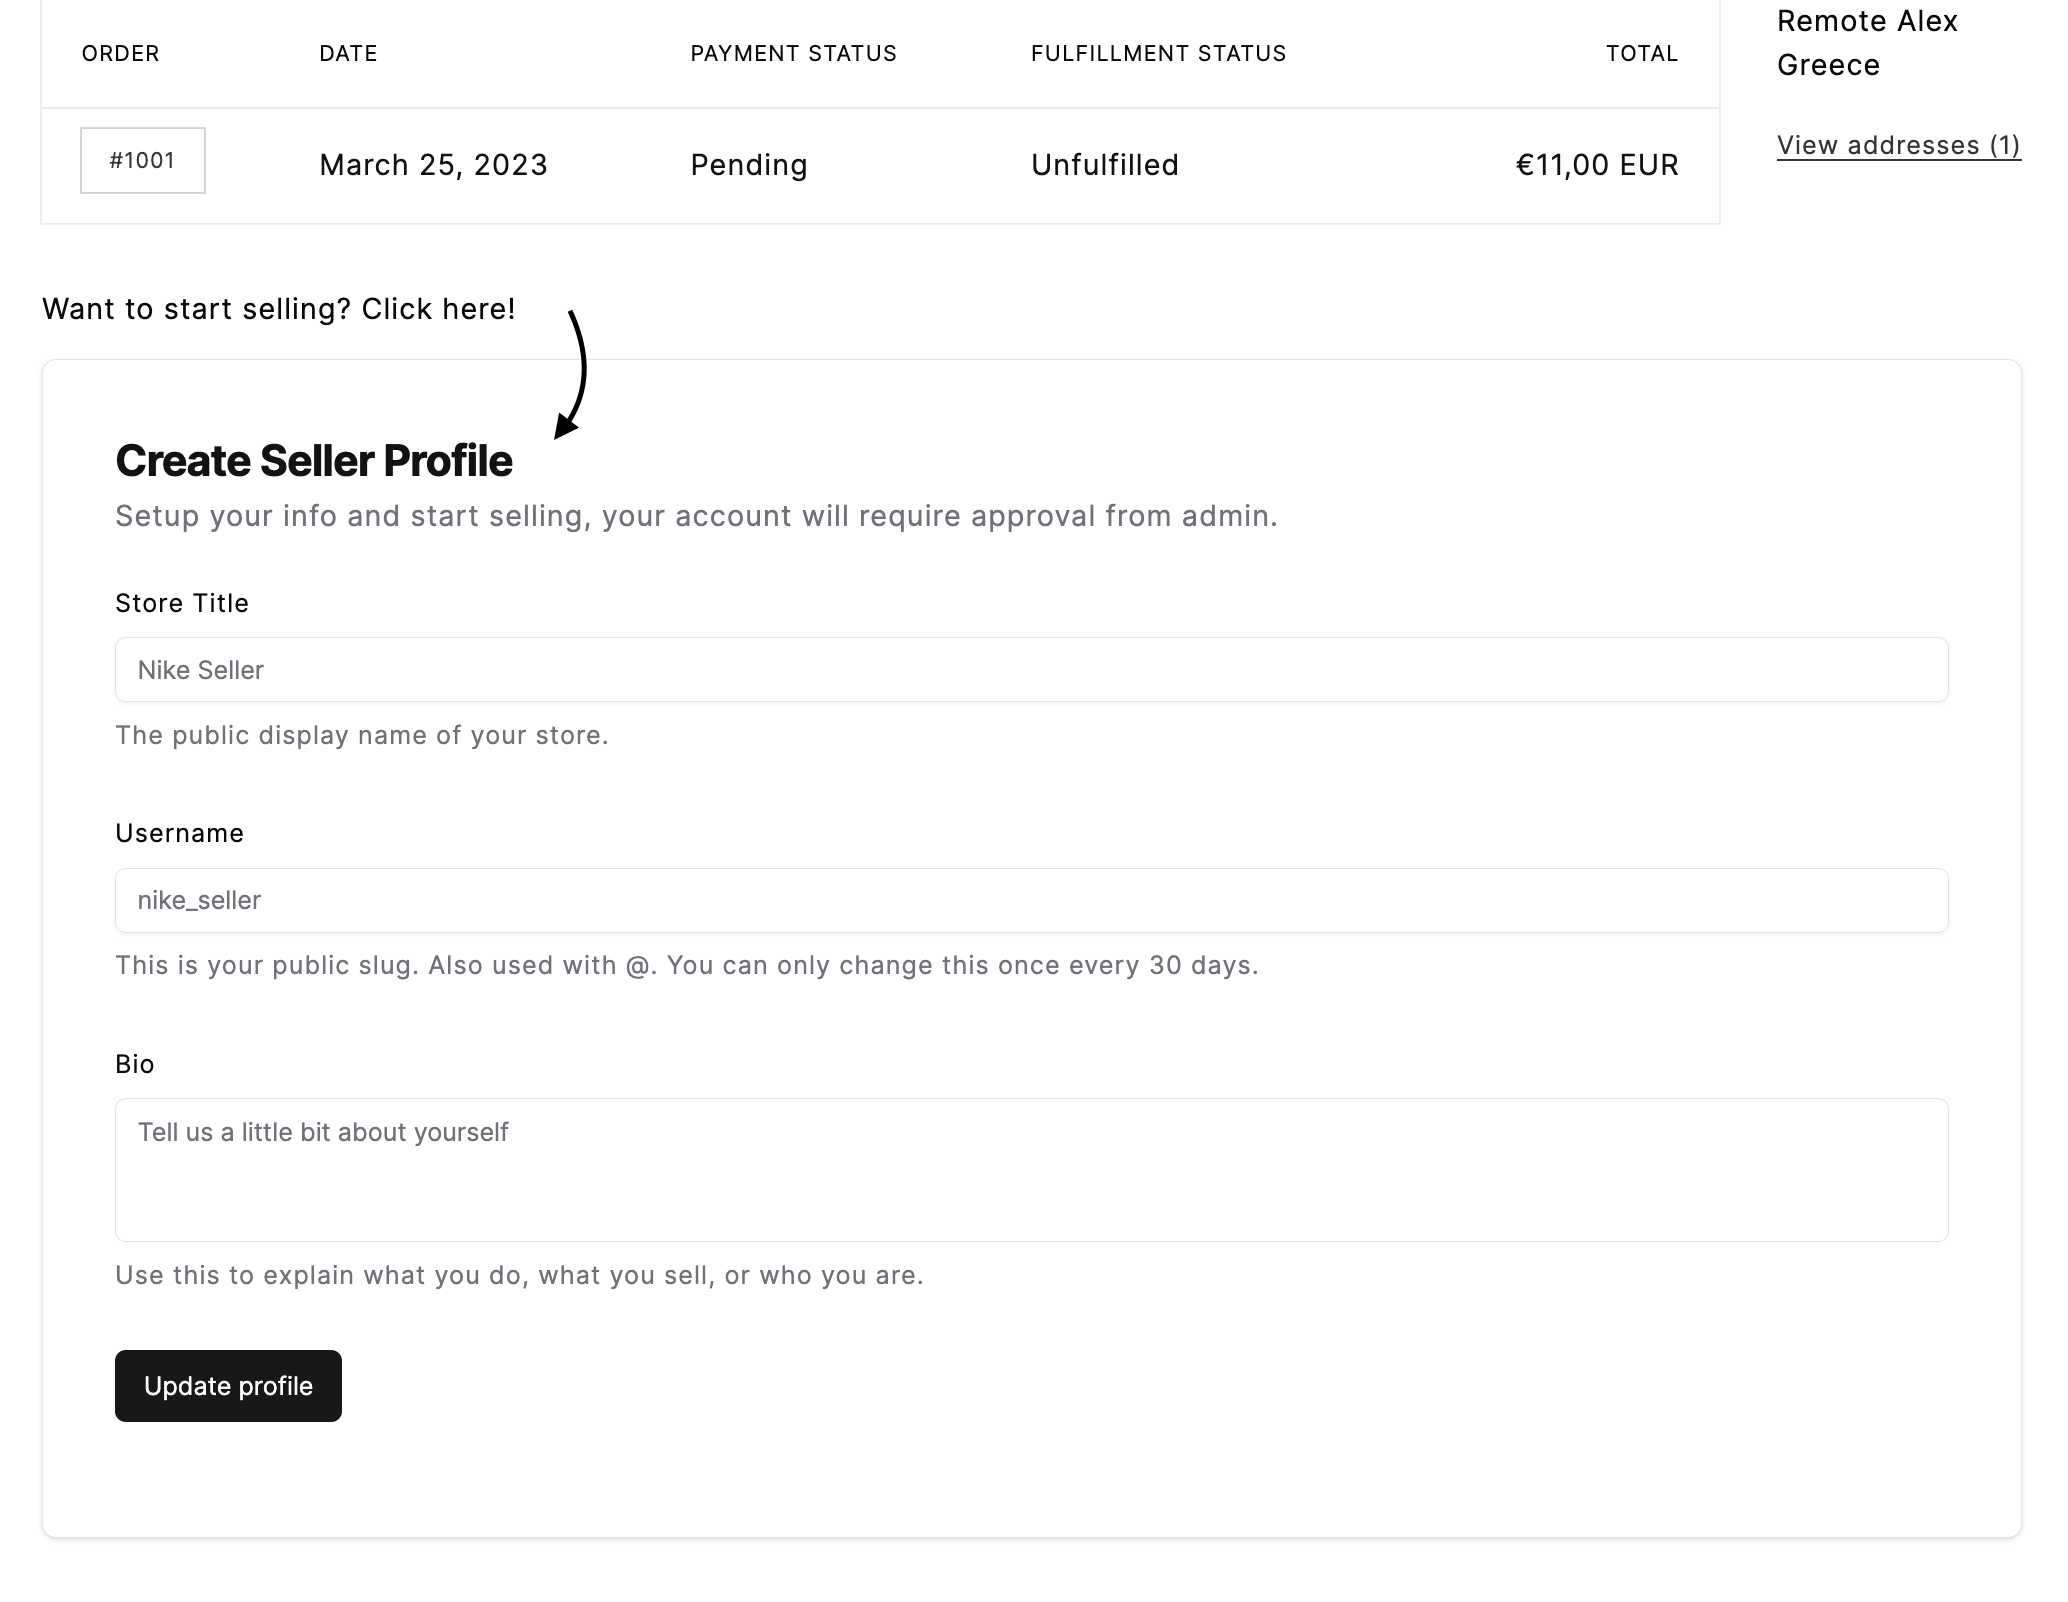 ORDER DATE PAYMENT STATUS FULFILLMENT STATUS TOTAL
#1001 March 25, 2023 Pending Unfulfilled €11,00 EUR
Remote Alex
Greece
View addresses (1)
Want to start selling? Click here!
Create Seller Profile
Setup your info and start selling, your account will require approval from admin.
Store Title
Nike Seller
The public display name of your store.
Username
nike_seller
This is your public slug. Also used with @. You can only change this once every 30 days.
Bio
Tell us a little bit about yourself
Use this to explain what you do, what you sell, or who you are.
Update profile